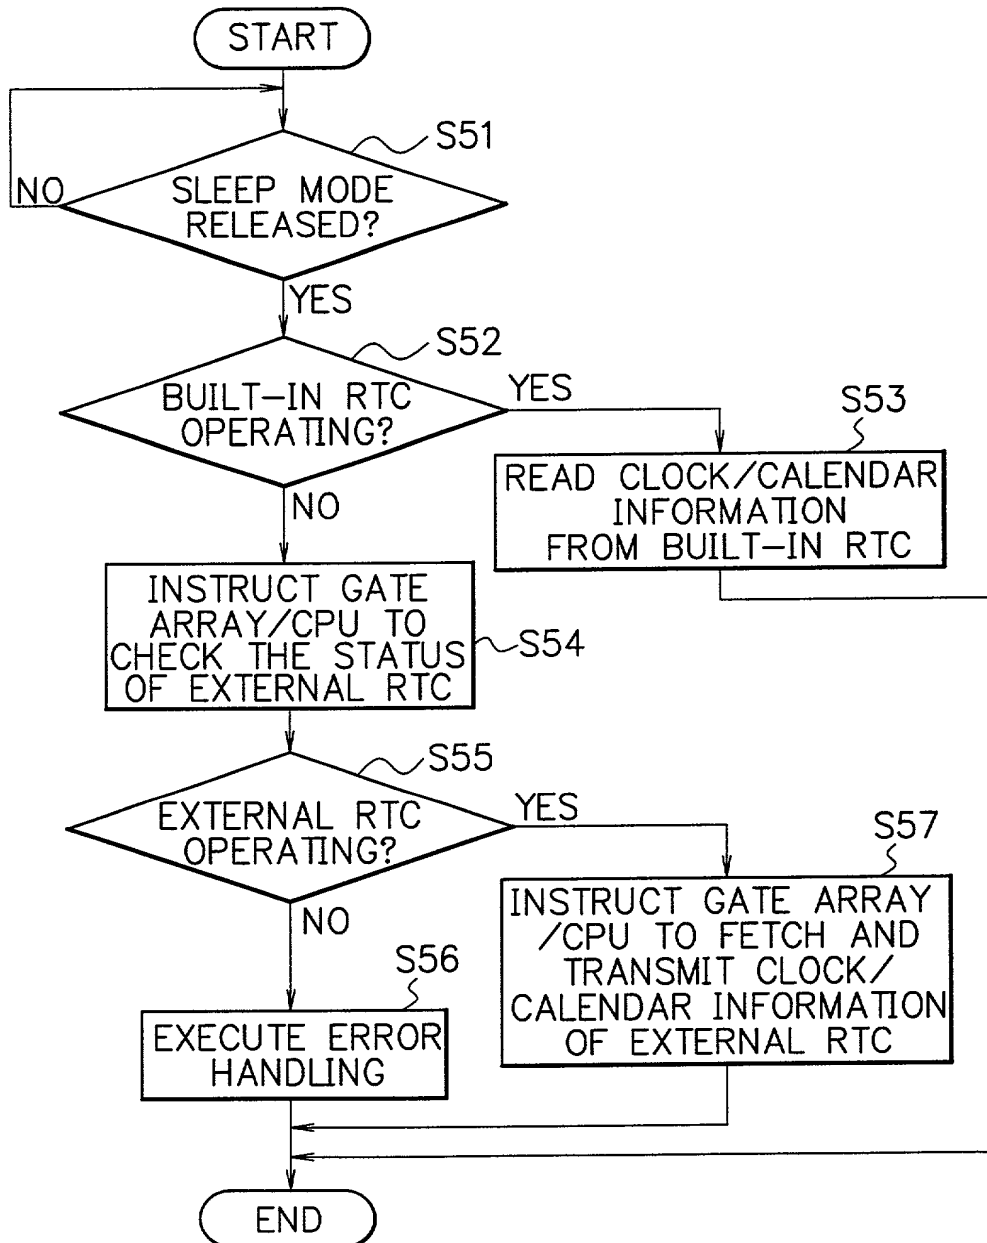 START
S51
NO
SLEEP MODE
RELEASED?
YES
S52
BUILT-IN RTC
OPERATING?
YES
S53
READ CLOCK/CALENDAR
INFORMATION
FROM BUILT-IN RTC
NO
INSTRUCT GATE
ARRAY/CPU TO
CHECK THE STATUS
OF EXTERNAL RTC
S54
S55
EXTERNAL RTC
OPERATING?
YES
S57
INSTRUCT GATE ARRAY
/CPU TO FETCH AND
TRANSMIT CLOCK/
CALENDAR INFORMATION
OF EXTERNAL RTC
NO
S56
EXECUTE ERROR
HANDLING
END